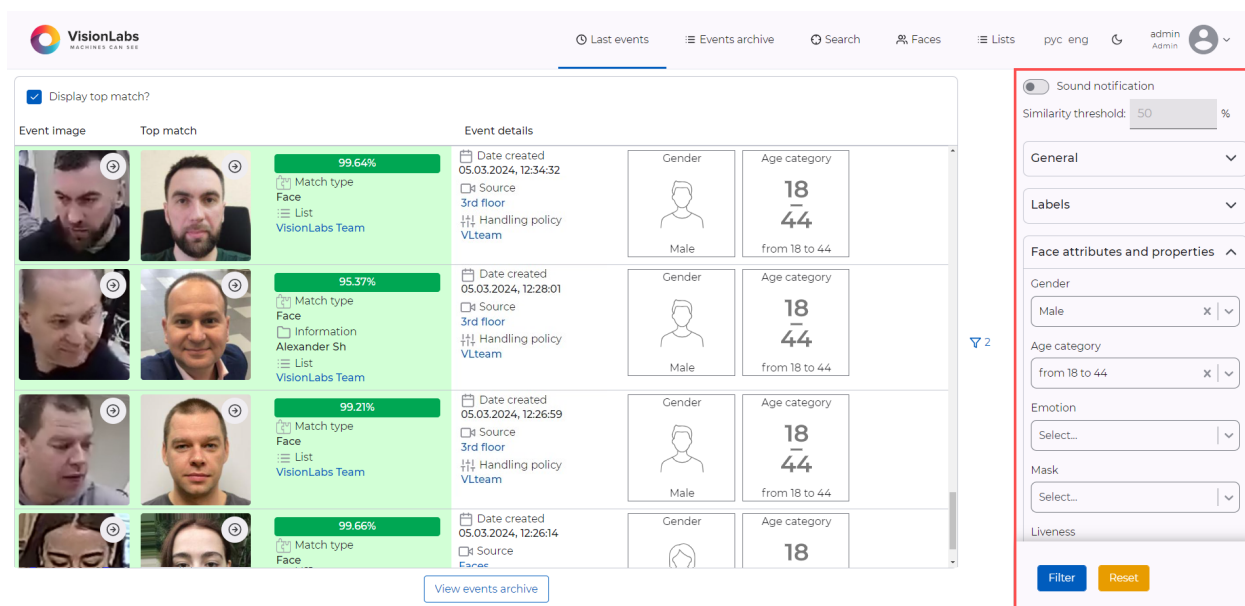 VisionLabs
MACHINES CAN SEE
Last events
Events archive
Search
Faces
Lists
рус eng
admin
Admin
Display top match?
Event image Top match Event details
99.64%
Match type
Face
List
VisionLabs Team
Date created
05.03.2024, 12:34:32
Source
3rd floor
Handling policy
VLteam
Gender
Male
Age category
18
44
from 18 to 44
95.37%
Match type
Face
Information
Alexander Sh
List
VisionLabs Team
Date created
05.03.2024, 12:28:01
Source
3rd floor
Handling policy
VLteam
Gender
Male
Age category
18
44
from 18 to 44
99.21%
Match type
Face
List
VisionLabs Team
Date created
05.03.2024, 12:26:59
Source
3rd floor
Handling policy
VLteam
Gender
Male
Age category
18
44
from 18 to 44
99.66%
Match type
Face
Date created
05.03.2024, 12:26:14
Source
Faces
Gender
Age category
18
View events archive
2
Sound notification
Similarity threshold: 50 %
General
Labels
Face attributes and properties
Gender
Male
Age category
from 18 to 44
Emotion
Select...
Mask
Select...
Liveness
Filter
Reset